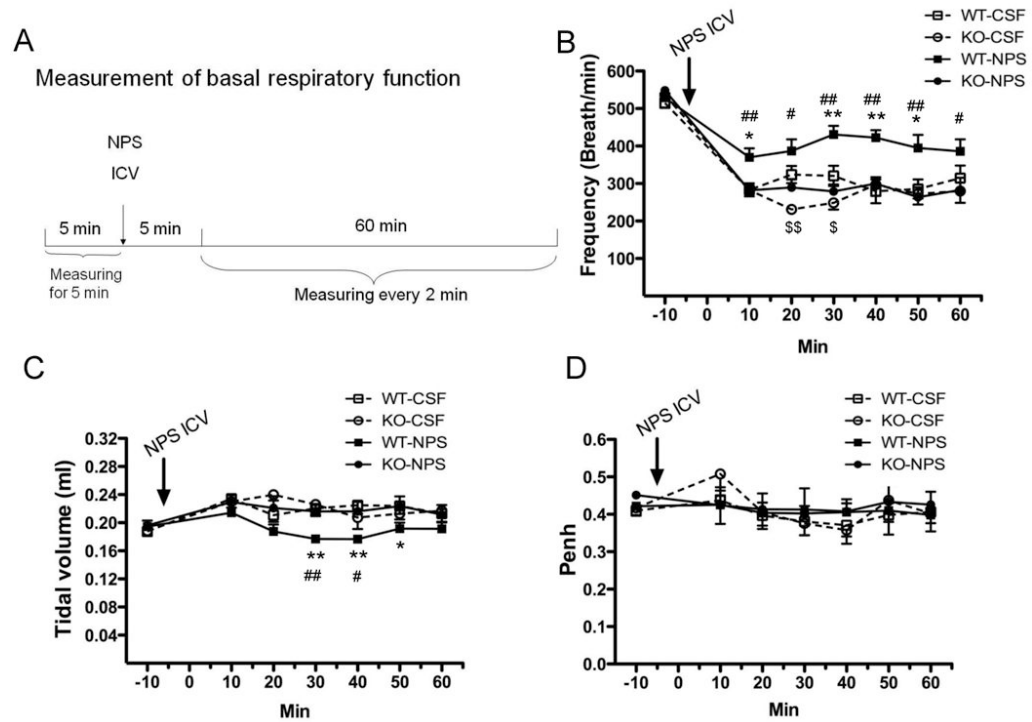 A
Measurement of basal respiratory function
NPS
ICV
5 min
5 min
60 min
Measuring
for 5 min
Measuring every 2 min
B
NPS ICV
WT-CSF
KO-CSF
WT-NPS
KO-NPS
Frequency (Breath/min)
600
500
400
300
200
100
##
*
#
##
**
##
**
##
*
#
$$
$
-10 0 10 20 30 40 50 60
Min
C
NPS ICV
WT-CSF
KO-CSF
WT-NPS
KO-NPS
Tidal volume (ml)
0.32
0.28
0.24
0.20
0.16
0.12
0.08
0.04
** ** *
## #
-10 0 10 20 30 40 50 60
Min
D
NPS ICV
WT-CSF
KO-CSF
WT-NPS
KO-NPS
Penh
0.6
0.5
0.4
0.3
0.2
0.1
0.0
-10 0 10 20 30 40 50 60
Min